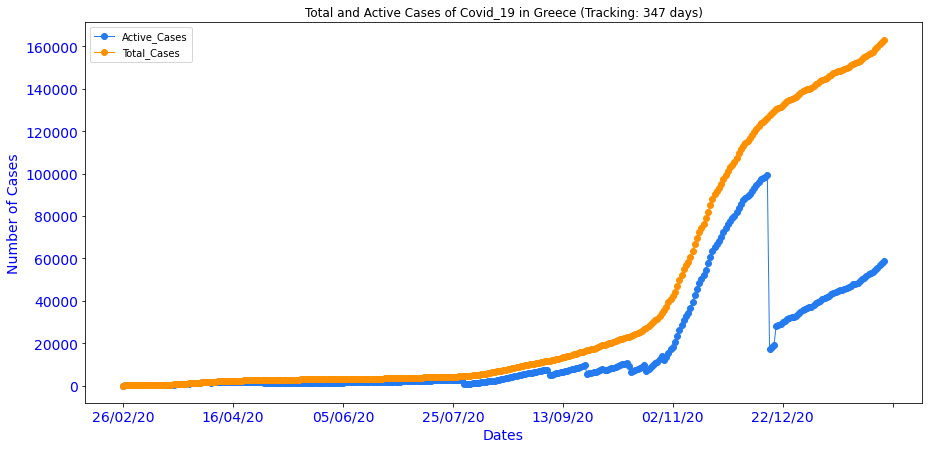 Total and Active Cases of Covid_19 in Greece (Tracking: 347 days)
Active_Cases
Total_Cases
160000
140000
120000
100000
80000
60000
40000
20000
0
Number of Cases
26/02/20 16/04/20 05/06/20 25/07/20 13/09/20 02/11/20 22/12/20
Dates